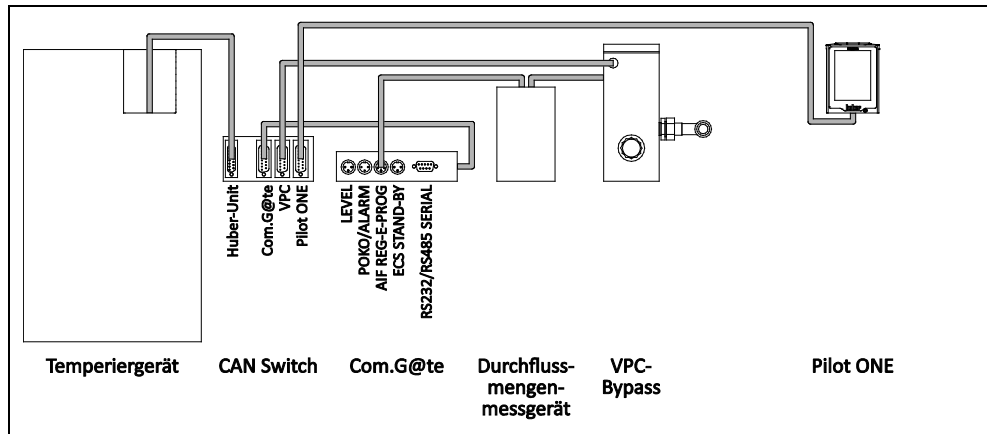 Huber-Unit
Com.G@te
VPC
Pilot ONE
LEVEL
POKO/ALARM
AIF REG-E-PROG
ECS STAND-BY
RS232/RS485 SERIAL
huber
Temperiergerät
CAN Switch
Com.G@te
Durchfluss-
mengen-
messgerät
VPC-
Bypass
Pilot ONE